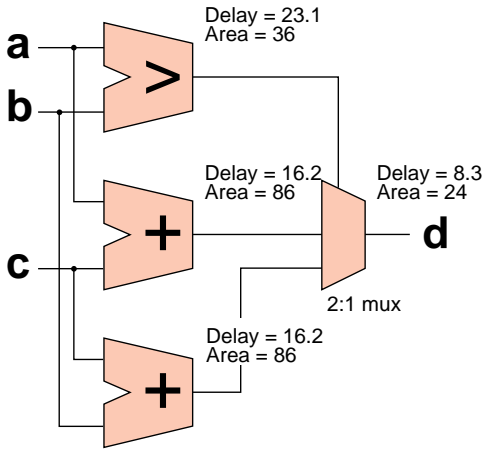 Delay = 23.1
Area = 36
a
>
b
Delay = 16.2
Area = 86
Delay = 8.3
Area = 24
+
d
c
2:1 mux
Delay = 16.2
Area = 86
+